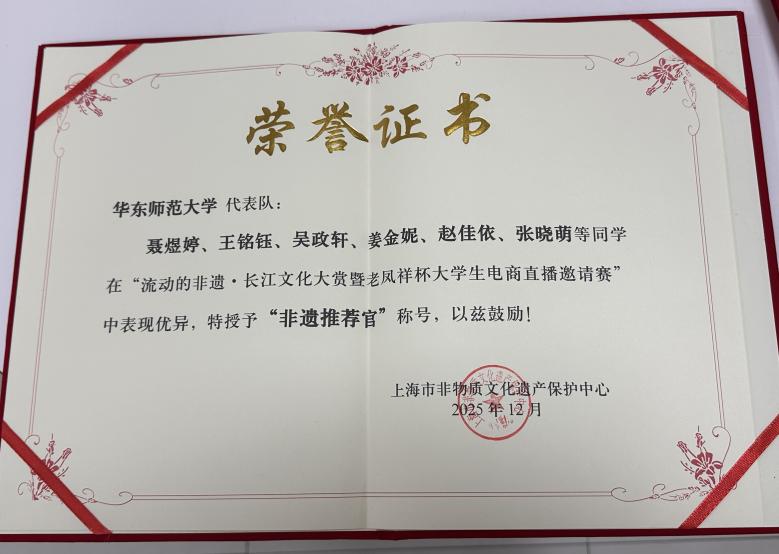 荣誉证书
华东师范大学 代表队：
聂煜婷、王铭钰、吴政轩、姜金妮、赵佳依、张晓萌等同学
在“流动的非遗·长江文化大赏暨老凤祥杯大学生电商直播邀请赛”
中表现优异，特授予“非遗推荐官”称号，以兹鼓励！
上海市非物质文化遗产保护中心
2025年12月